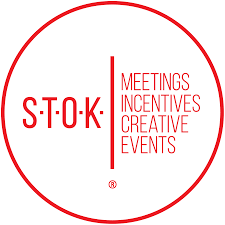 S·T·O·K
MEETINGS
INCENTIVES
CREATIVE
EVENTS
®